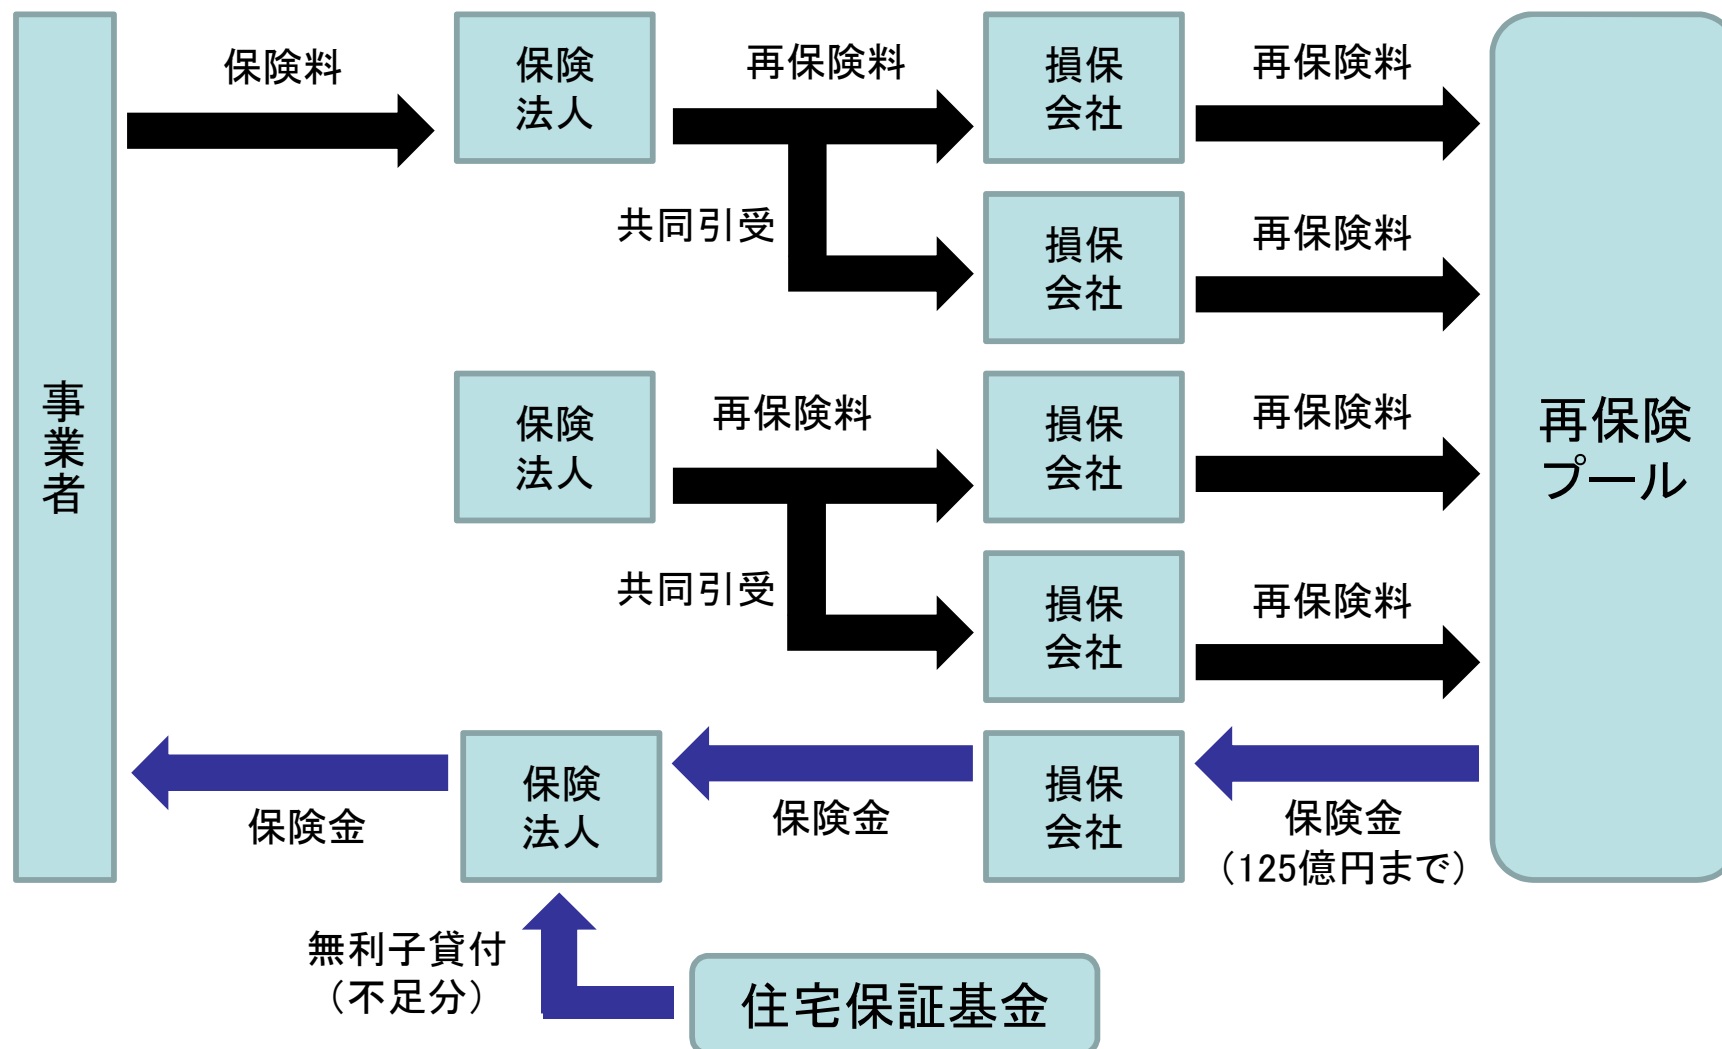 保険料
保険
法人
再保険料
損保
会社
再保険料
共同引受
損保
会社
再保険料
事業者
保険
法人
再保険料
損保
会社
再保険料
再保険
プール
共同引受
損保
会社
再保険料
保険金
保険
法人
保険金
損保
会社
保険金
（125億円まで）
無利子貸付
（不足分）
住宅保証基金